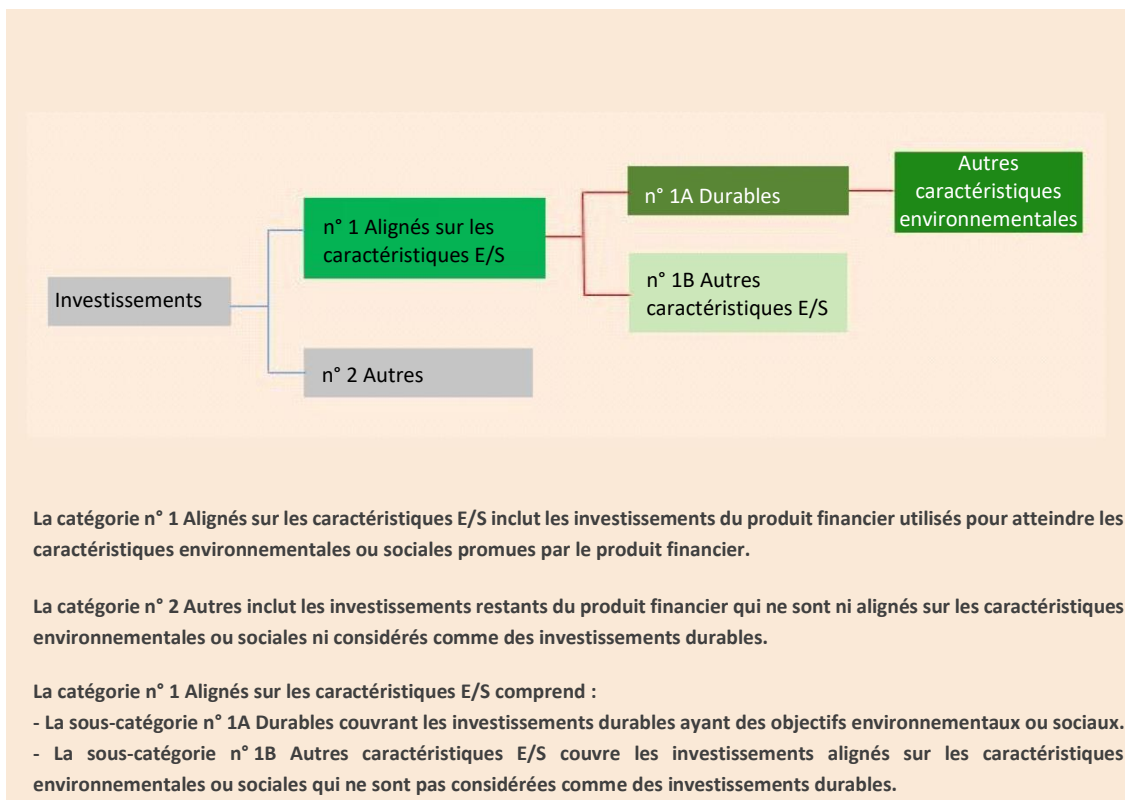 Autres
caractéristiques
environnementales
n° 1A Durables
n° 1 Alignés sur les
caractéristiques E/S
n° 1B Autres
caractéristiques E/S
Investissements
n° 2 Autres
La catégorie n° 1 Alignés sur les caractéristiques E/S inclut les investissements du produit financier utilisés pour atteindre les
caractéristiques environnementales ou sociales promues par le produit financier.
La catégorie n° 2 Autres inclut les investissements restants du produit financier qui ne sont ni alignés sur les caractéristiques
environnementales ou sociales ni considérés comme des investissements durables.
La catégorie n° 1 Alignés sur les caractéristiques E/S comprend :
- La sous-catégorie n° 1A Durables couvrant les investissements durables ayant des objectifs environnementaux ou sociaux.
- La sous-catégorie n° 1B Autres caractéristiques E/S couvre les investissements alignés sur les caractéristiques
environnementales ou sociales qui ne sont pas considérées comme des investissements durables.